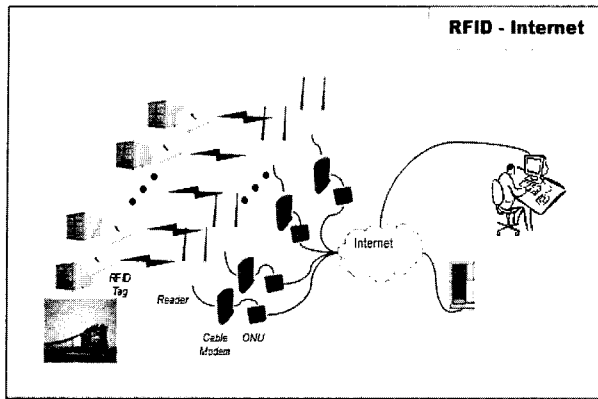 RFID - Internet
Internet
RFID
Tag
Reader
Cable
Modem
ONU